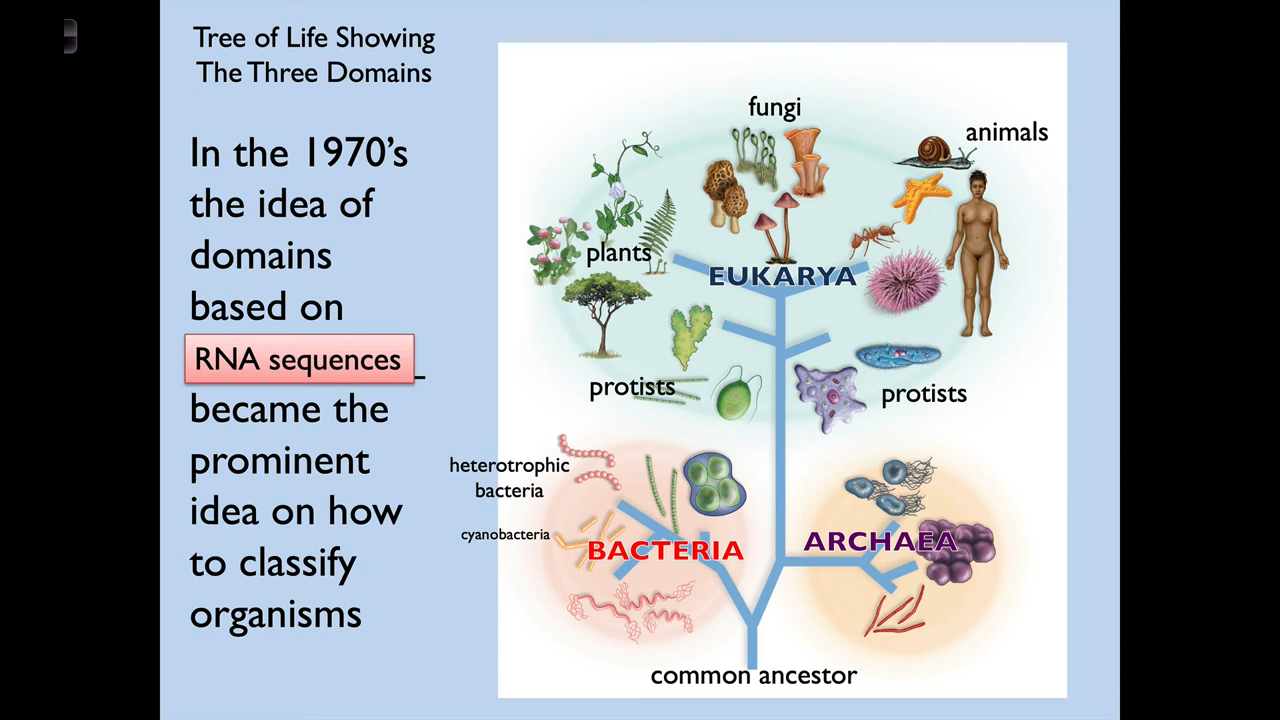 Tree of Life Showing
The Three Domains
In the 1970’s
the idea of
domains
based on
RNA sequences_
became the
prominent
idea on how
to classify
organisms
fungi
animals
plants
EUKARYA
protists
protists
heterotrophic
bacteria
cyanobacteria
BACTERIA
ARCHAEA
common ancestor